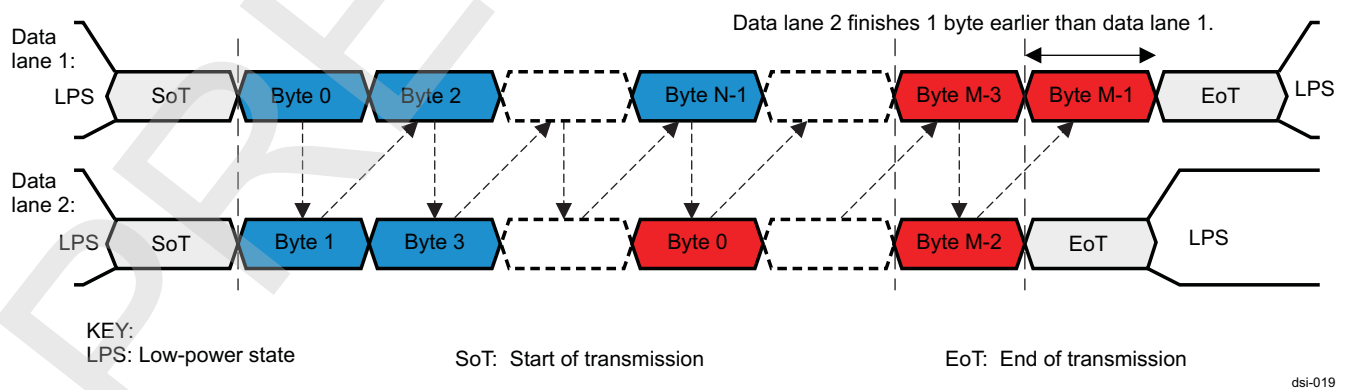 Data lane 2 finishes 1 byte earlier than data lane 1.
Data
lane 1:
LPS
SoT
Byte 0
Byte 2
Byte N-1
Byte M-3
Byte M-1
EoT
LPS
Data
lane 2:
LPS
SoT
Byte 1
Byte 3
Byte 0
Byte M-2
EoT
LPS
KEY:
LPS: Low-power state
SoT: Start of transmission
EoT: End of transmission
dsi-019
PRE